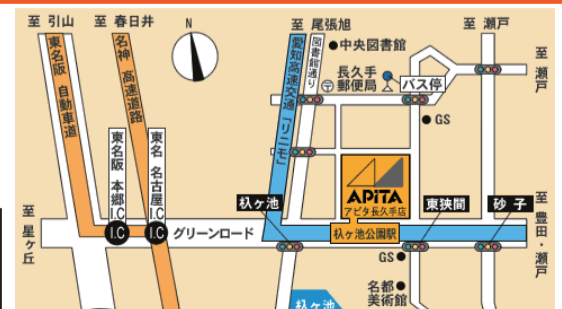 至 引山
至 春日井
N
至 尾張旭
至 瀬戸
東名阪 自動車道
名神 高速道路
愛知高速交通「リニモ」
図書館通り
中央図書館
長久手
郵便局
バス停
至 瀬戸
GS
東名阪 本郷I.C
東名 名古屋I.C
APiTA
アピタ長久手店
杁ヶ池
東狭間
砂子
至 星ヶ丘
I.C
I.C
グリーンロード
杁ヶ池公園駅
至 豊田・瀬戸
GS
名都
美術館
杁ヶ池